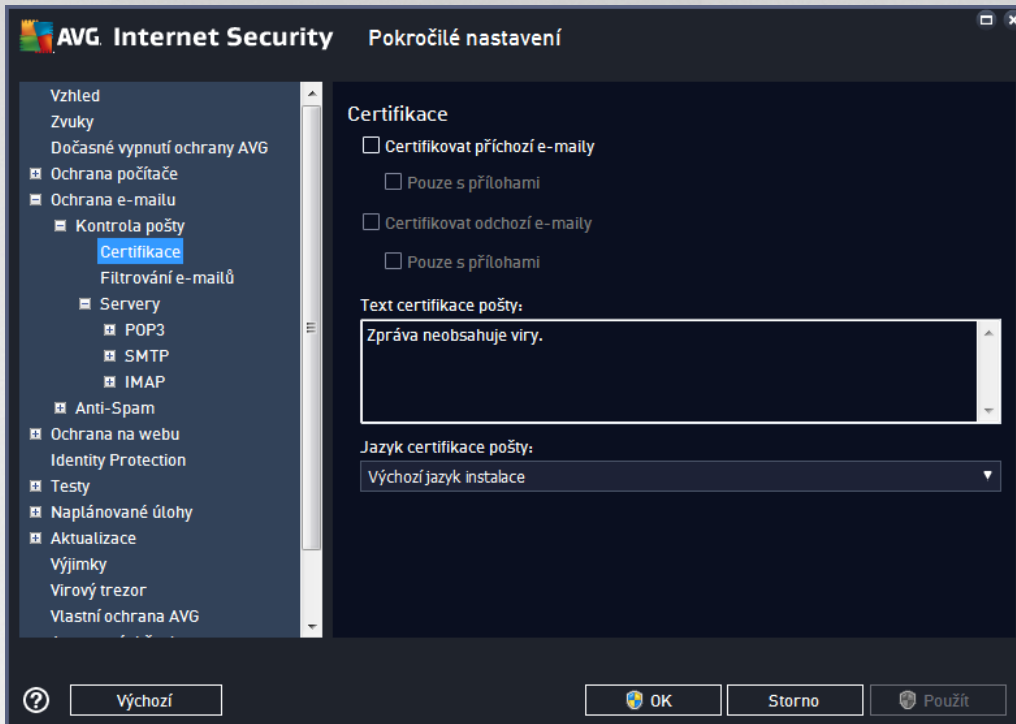 AVG Internet Security Pokročilé nastavení
Vzhled
Zvuky
Dočasné vypnutí ochrany AVG
Ochrana počítače
Ochrana e-mailu
Kontrola pošty
Certifikace
Filtrování e-mailů
Servery
POP3
SMTP
IMAP
Anti-Spam
Ochrana na webu
Identity Protection
Testy
Naplánované úlohy
Aktualizace
Výjimky
Virový trezor
Vlastní ochrana AVG
Certifikace
Certifikovat příchozí e-maily
Pouze s přílohami
Certifikovat odchozí e-maily
Pouze s přílohami
Text certifikace pošty:
Zpráva neobsahuje viry.
Jazyk certifikace pošty:
Výchozí jazyk instalace
? Výchozí OK Storno Použít